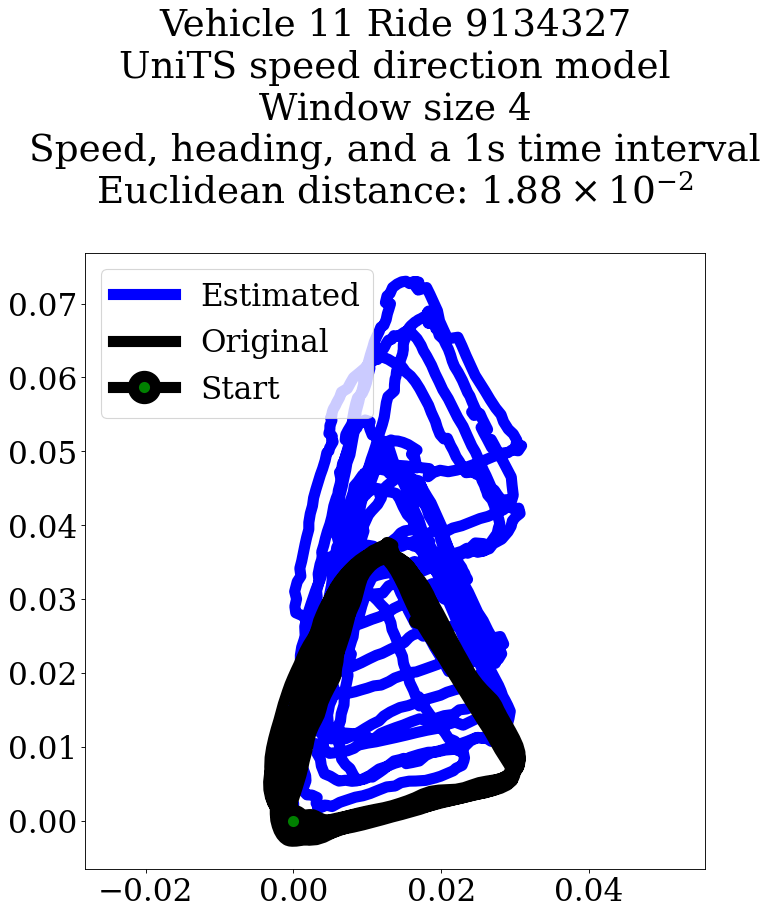 Vehicle 11 Ride 9134327
UniTS speed direction model
Window size 4
Speed, heading, and a 1s time interval
Euclidean distance: 1.88 × 10⁻²
Estimated
Original
Start
0.07
0.06
0.05
0.04
0.03
0.02
0.01
0.00
−0.02 0.00 0.02 0.04